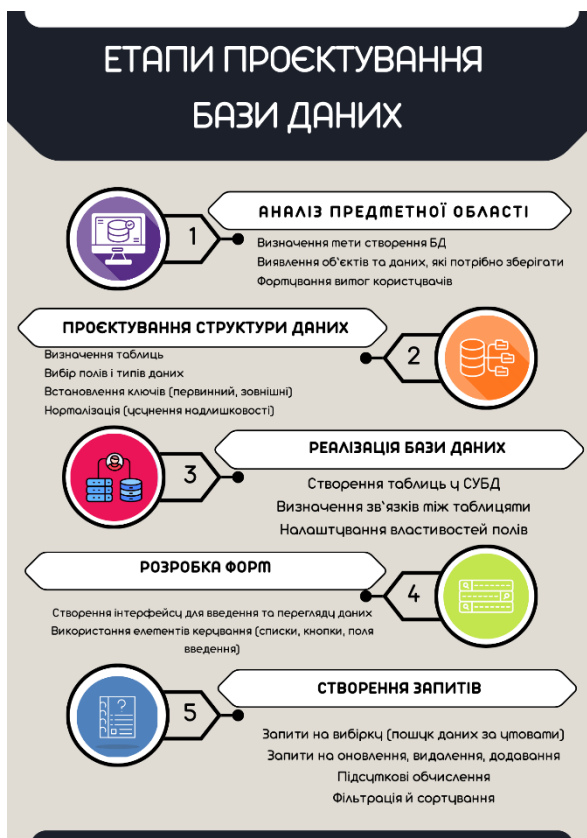 ЕТАПИ ПРОЄКТУВАННЯ
БАЗИ ДАНИХ
1
АНАЛІЗ ПРЕДМЕТНОЇ ОБЛАСТІ
Визначення мети створення БД
Виявлення об'єктів та даних, які потрібно зберігати
Формування вимог користувачів
ПРОЄКТУВАННЯ СТРУКТУРИ ДАНИХ
2
Визначення таблиць
Вибір полів і типів даних
Встановлення ключів (первинний, зовнішні)
Нормалізація (усунення надлишковості)
3
РЕАЛІЗАЦІЯ БАЗИ ДАНИХ
Створення таблиць у СУБД
Визначення зв'язків між таблицями
Налаштування властивостей полів
РОЗРОБКА ФОРМ
4
Створення інтерфейсу для введення та перегляду даних
Використання елементів керування (списки, кнопки, поля
введення)
5
СТВОРЕННЯ ЗАПИТІВ
Запити на вибірку (пошук даних за умовами)
Запити на оновлення, видалення, додавання
Підсумкові обчислення
Фільтрація й сортування